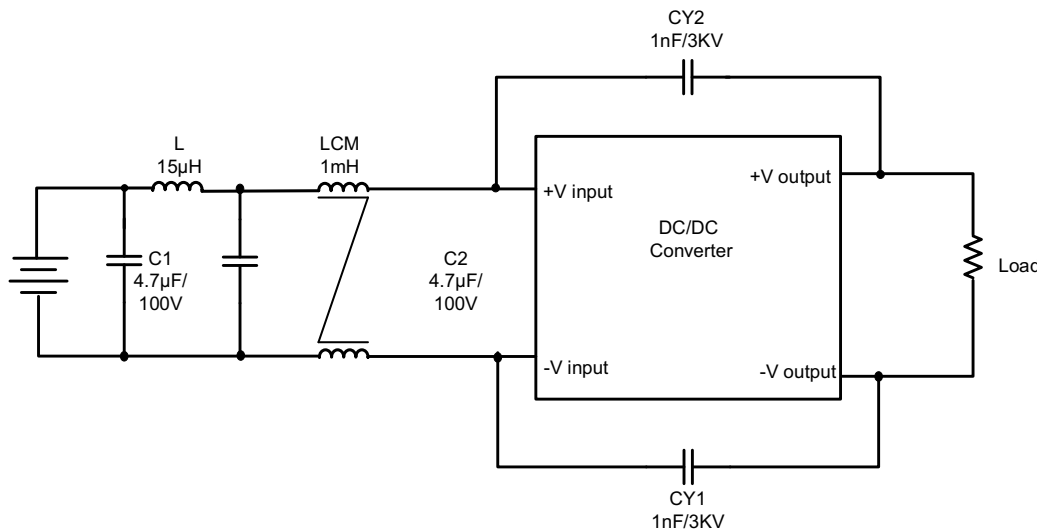 CY2
1nF/3KV
L
15µH
LCM
1mH
+V input
+V output
DC/DC
Converter
C1
4.7µF/
100V
C2
4.7µF/
100V
Load
-V input
-V output
CY1
1nF/3KV